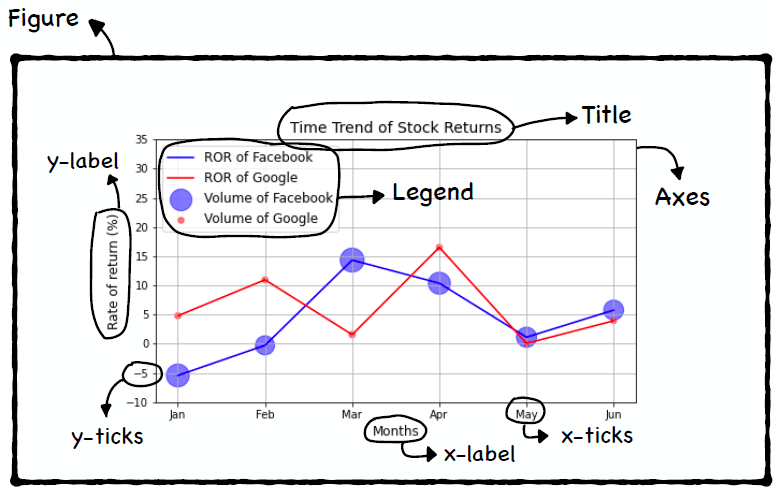 Figure
Time Trend of Stock Returns
Title
35
y-label
ROR of Facebook
30
ROR of Google
Axes
25
Volume of Facebook
Legend
20
Volume of Google
Rate of return (%)
15
10
5
0
−5
−10
Jan Feb Mar Apr May Jun
y-ticks
Months
x-ticks
x-label